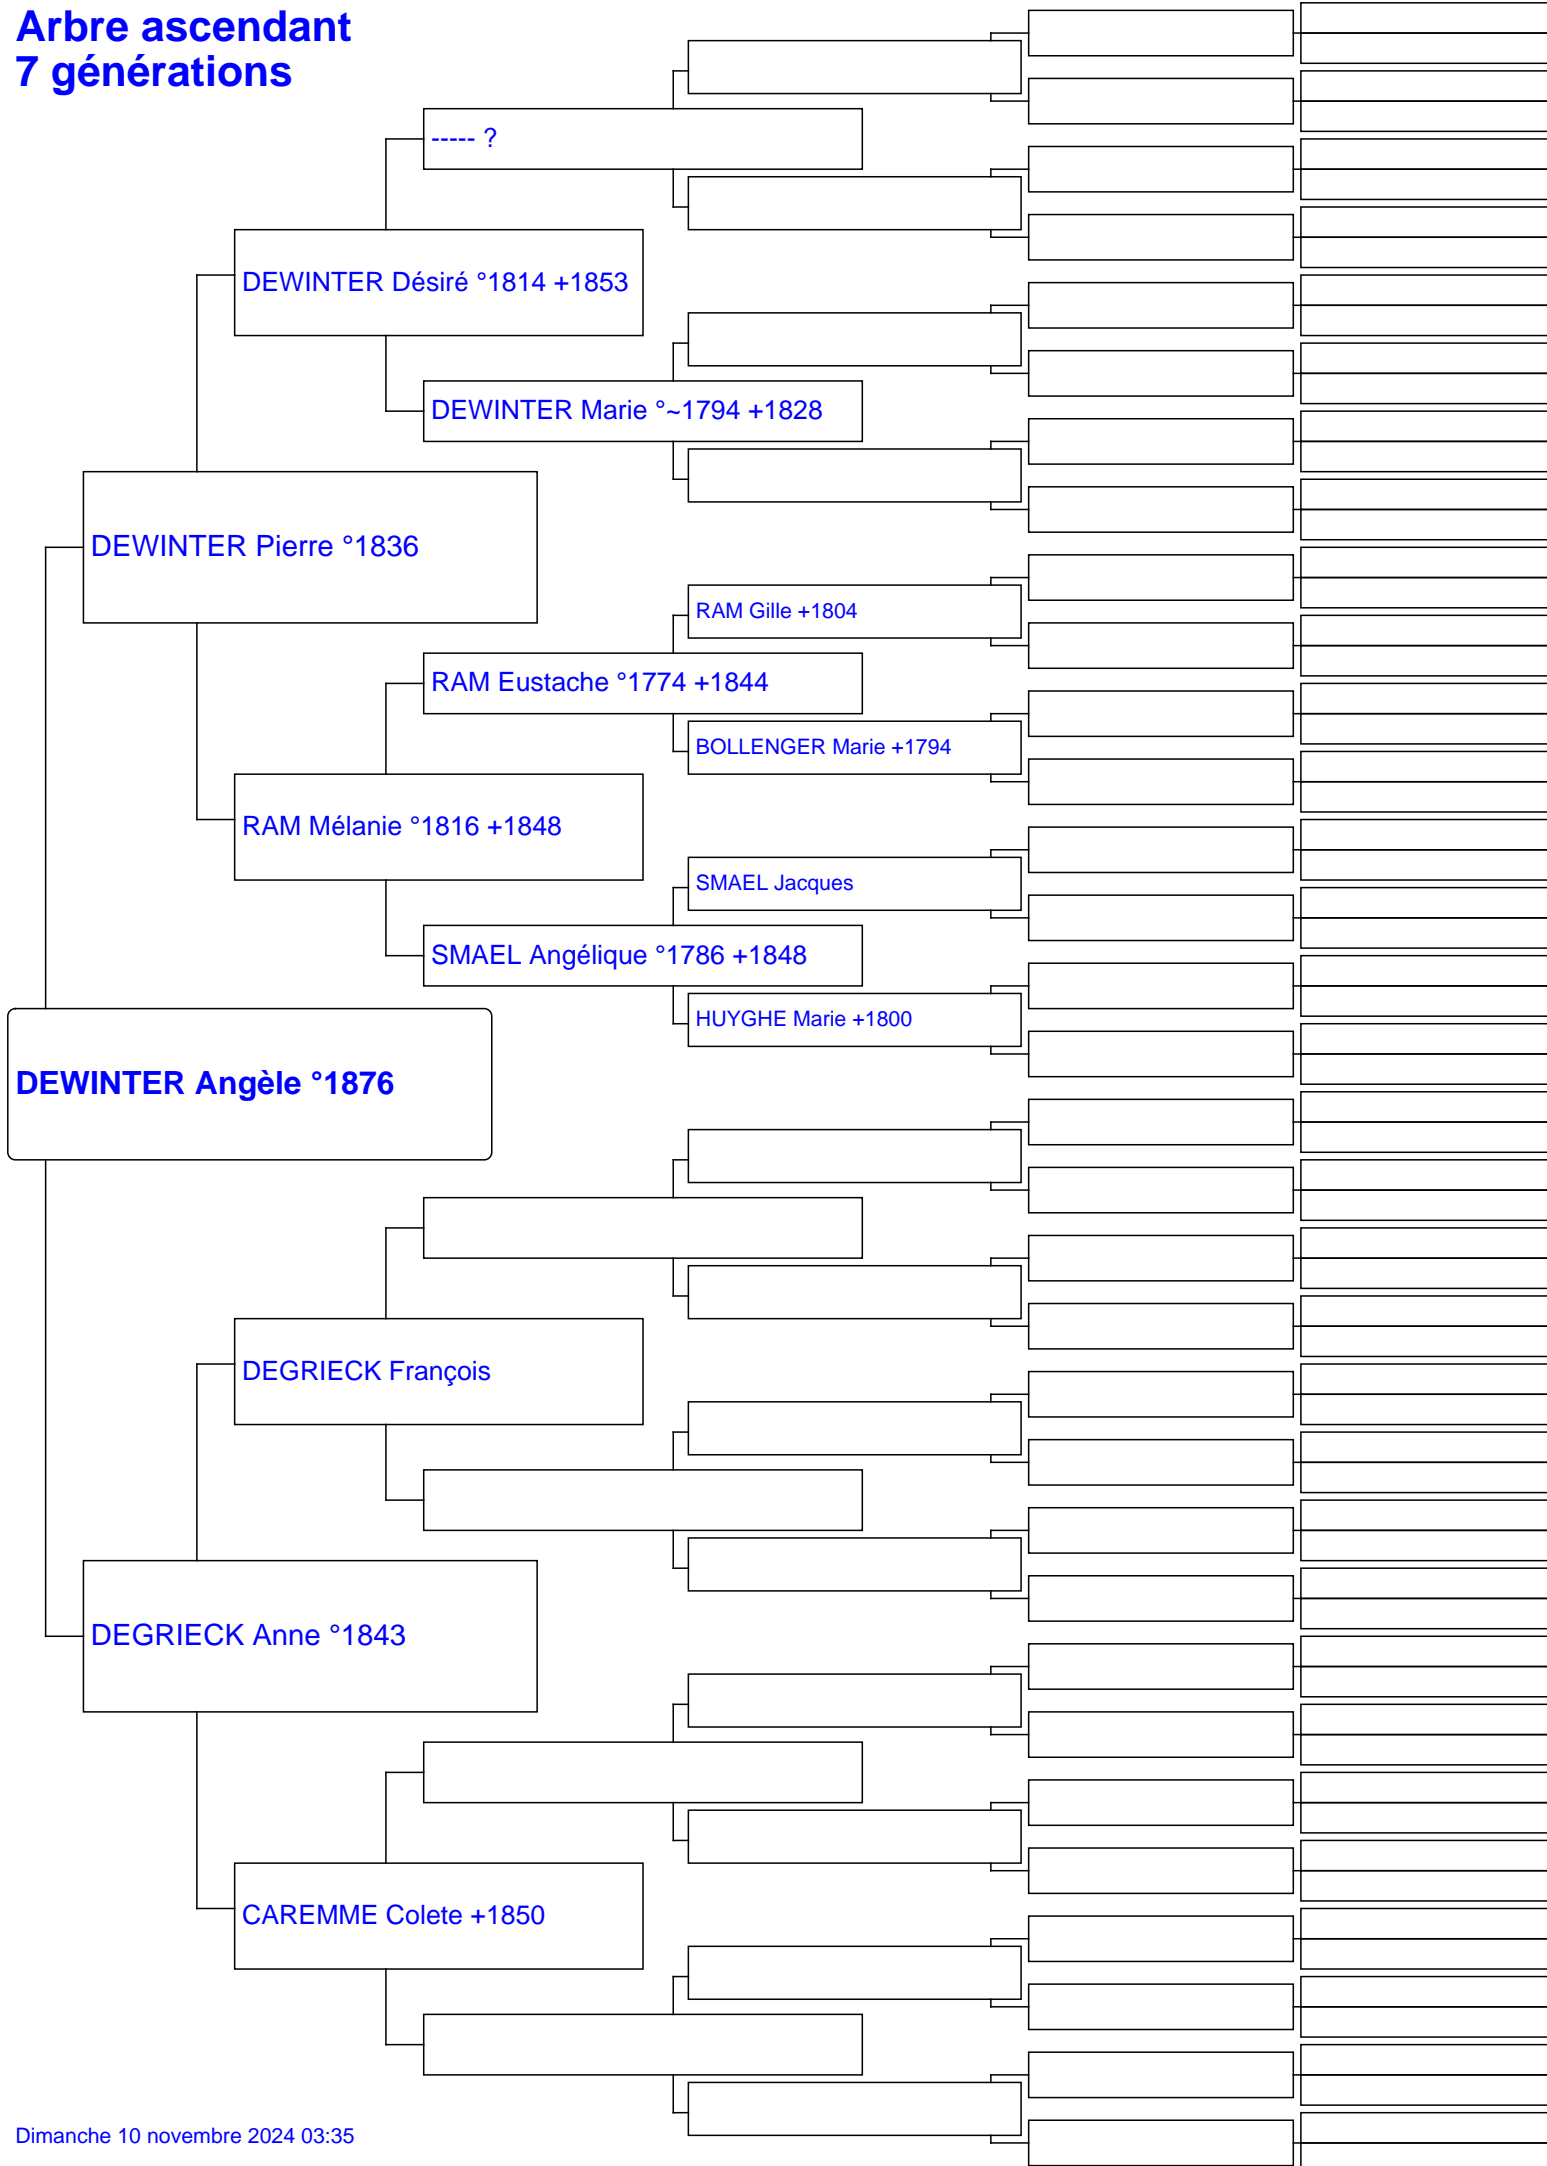 Arbre ascendant
7 générations
----- ?
DEWINTER Désiré °1814 +1853
DEWINTER Marie °~1794 +1828
DEWINTER Pierre °1836
RAM Gille +1804
RAM Eustache °1774 +1844
BOLLENGER Marie +1794
RAM Mélanie °1816 +1848
SMAEL Jacques
SMAEL Angélique °1786 +1848
HUYGHE Marie +1800
DEWINTER Angèle °1876
DEGRIECK François
DEGRIECK Anne °1843
CAREMME Colete +1850
Dimanche 10 novembre 2024 03:35